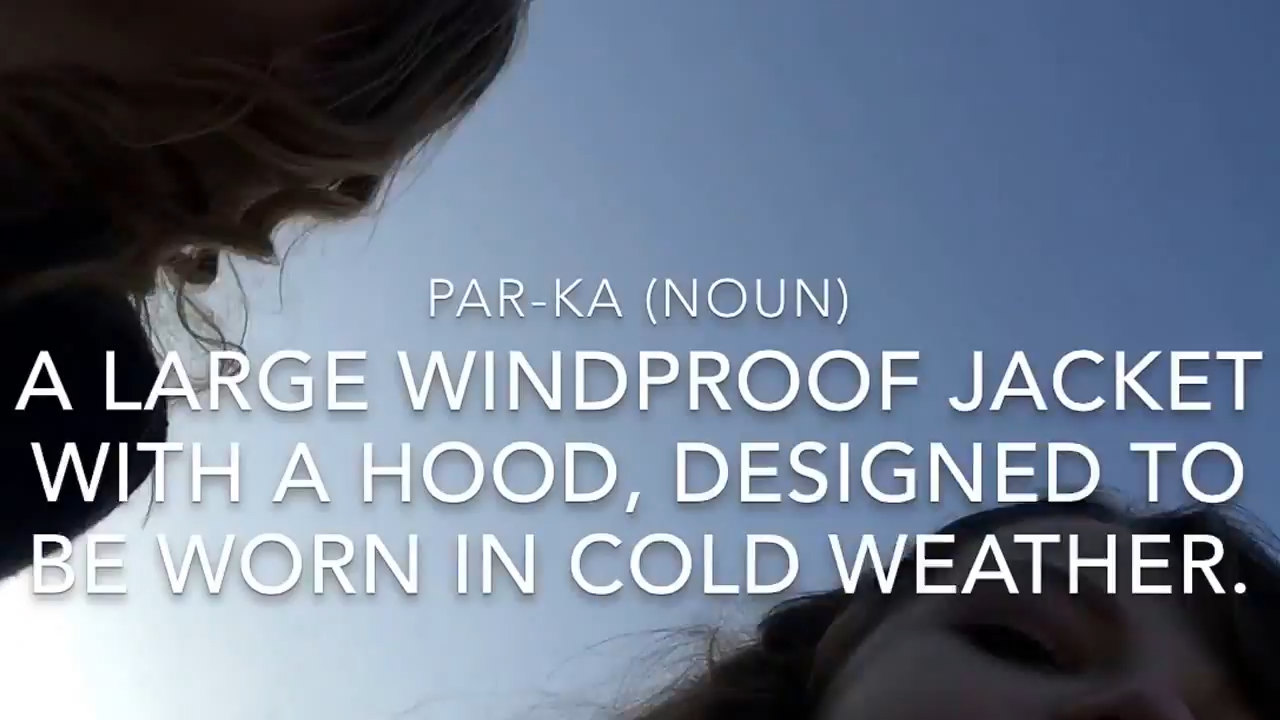 PAR-KA (NOUN)
A LARGE WINDPROOF JACKET
WITH A HOOD, DESIGNED TO
BE WORN IN COLD WEATHER.